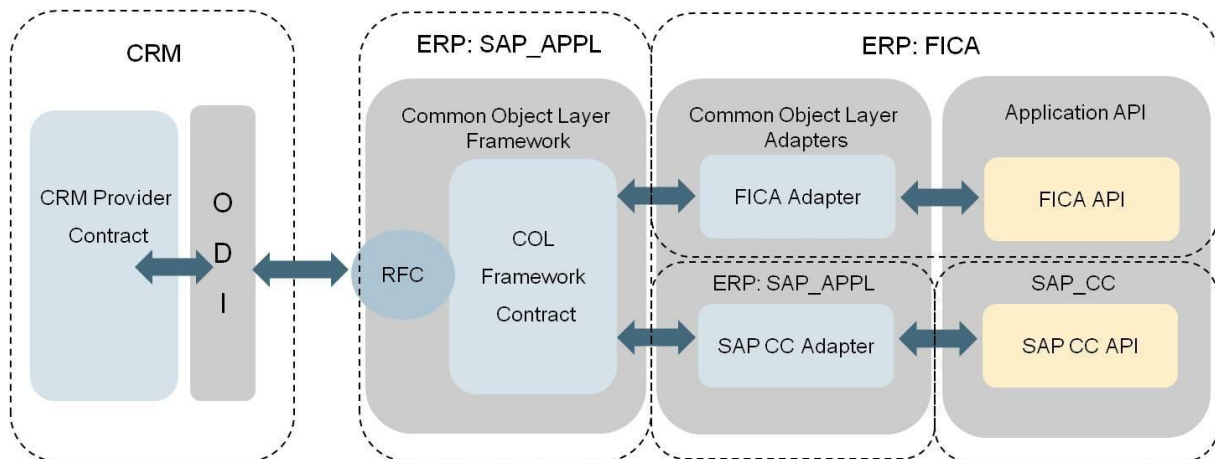 CRM
CRM Provider
Contract
O
D
I
ERP: SAP_APPL
Common Object Layer
Framework
RFC
COL
Framework
Contract
ERP: FICA
Common Object Layer
Adapters
FICA Adapter
Application API
FICA API
ERP: SAP_APPL
SAP CC Adapter
SAP_CC
SAP CC API